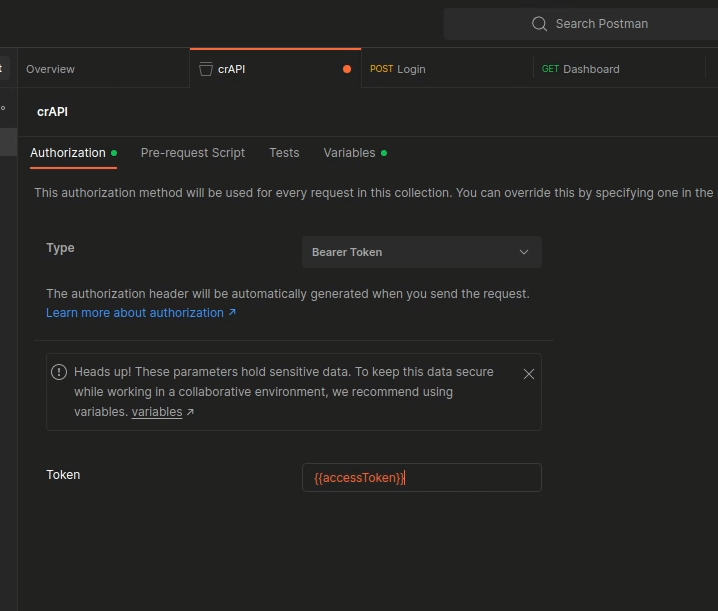 Search Postman
t
Overview
crAPI
POST Login
GET Dashboard
crAPI
Authorization
Pre-request Script
Tests
Variables
This authorization method will be used for every request in this collection. You can override this by specifying one in the
Type
Bearer Token
The authorization header will be automatically generated when you send the request.
Learn more about authorization ↗
Heads up! These parameters hold sensitive data. To keep this data secure
while working in a collaborative environment, we recommend using
variables. variables ↗
Token
{{accessToken}}